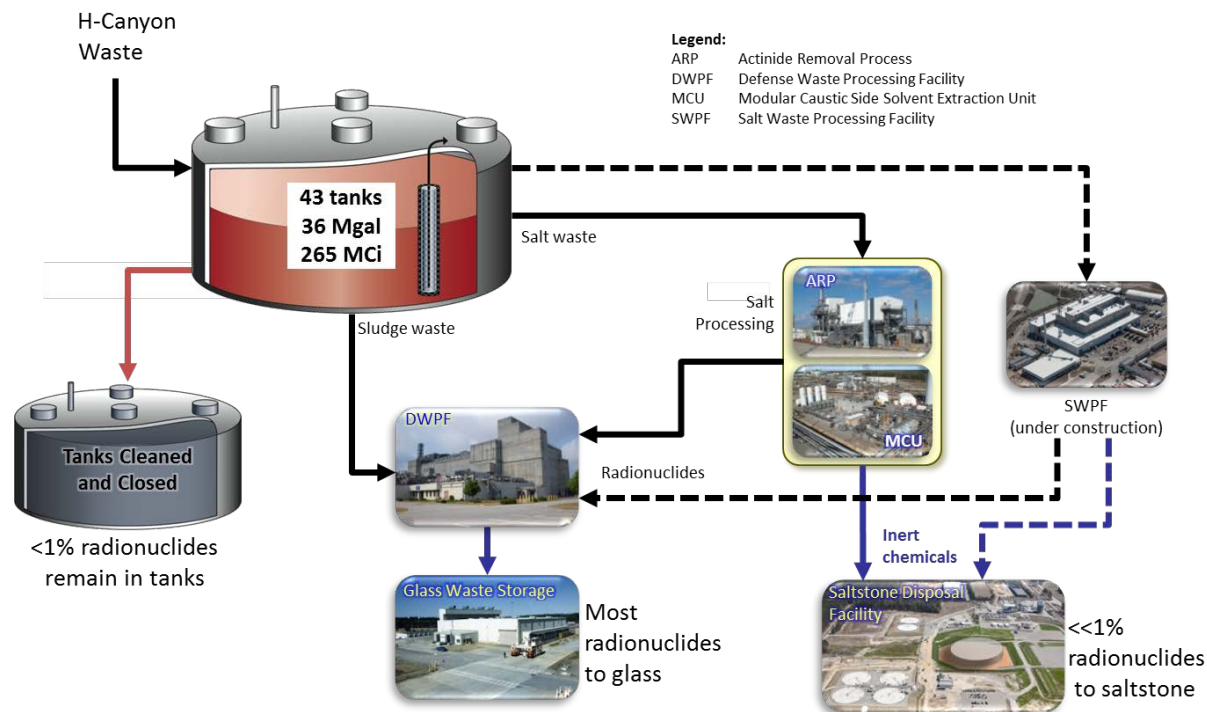 H-Canyon
Waste
Legend:
ARP Actinide Removal Process
DWPF Defense Waste Processing Facility
MCU Modular Caustic Side Solvent Extraction Unit
SWPF Salt Waste Processing Facility
43 tanks
36 Mgal
265 MCi
Salt waste
Sludge waste
ARP
Salt
Processing
MCU
SWPF
(under construction)
DWPF
Radionuclides
Tanks Cleaned
and Closed
<1% radionuclides
remain in tanks
Inert
chemicals
Glass Waste Storage
Most
radionuclides
to glass
Saltstone Disposal
Facility
<<1%
radionuclides
to saltstone